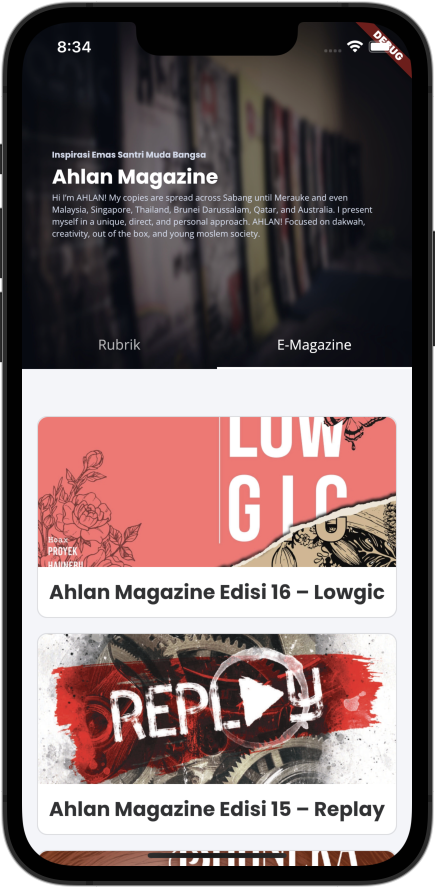 8:34
DEBUG
Inspirasi Emas Santri Muda Bangsa
Ahlan Magazine
Hi I'm AHLAN! My copies are spread across Sabang until Merauke and even
Malaysia, Singapore, Thailand, Brunei Darussalam, Qatar, and Australia. I present
myself in a unique, direct, and personal approach. AHLAN! Focused on dakwah,
creativity, out of the box, and young moslem society.
Rubrik
E-Magazine
LOW
GIC
Hoax
PROYEK
HAUNEBU
Ahlan Magazine Edisi 16 – Lowgic
REPLAY
Ahlan Magazine Edisi 15 – Replay